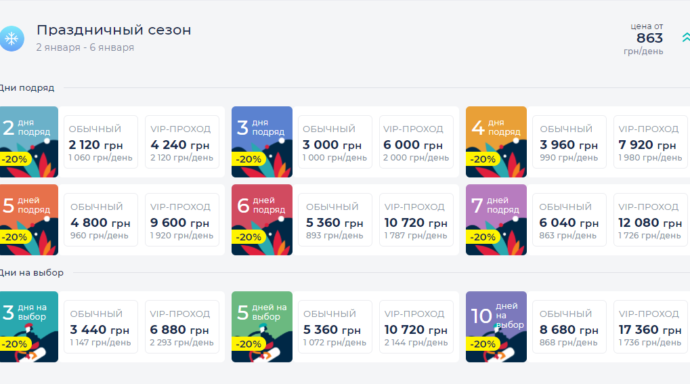 Праздничный сезон
2 января - 6 января
цена от
863
грн/день
Дни подряд
2 дня
подряд
-20%
ОБЫЧНЫЙ
2 120 грн
1 060 грн/день
VIP-ПРОХОД
4 240 грн
2 120 грн/день
3 дня
подряд
-20%
ОБЫЧНЫЙ
3 000 грн
1 000 грн/день
VIP-ПРОХОД
6 000 грн
2 000 грн/день
4 дня
подряд
-20%
ОБЫЧНЫЙ
3 960 грн
990 грн/день
VIP-ПРОХОД
7 920 грн
1 980 грн/день
5 дней
подряд
-20%
ОБЫЧНЫЙ
4 800 грн
960 грн/день
VIP-ПРОХОД
9 600 грн
1 920 грн/день
6 дней
подряд
-20%
ОБЫЧНЫЙ
5 360 грн
893 грн/день
VIP-ПРОХОД
10 720 грн
1 787 грн/день
7 дней
подряд
-20%
ОБЫЧНЫЙ
6 040 грн
863 грн/день
VIP-ПРОХОД
12 080 грн
1 726 грн/день
Дни на выбор
3 дня на
выбор
-20%
ОБЫЧНЫЙ
3 440 грн
1 147 грн/день
VIP-ПРОХОД
6 880 грн
2 293 грн/день
5 дней на
выбор
-20%
ОБЫЧНЫЙ
5 360 грн
1 072 грн/день
VIP-ПРОХОД
10 720 грн
2 144 грн/день
10 дней
на
выбор
-20%
ОБЫЧНЫЙ
8 680 грн
868 грн/день
VIP-ПРОХОД
17 360 грн
1 736 грн/день